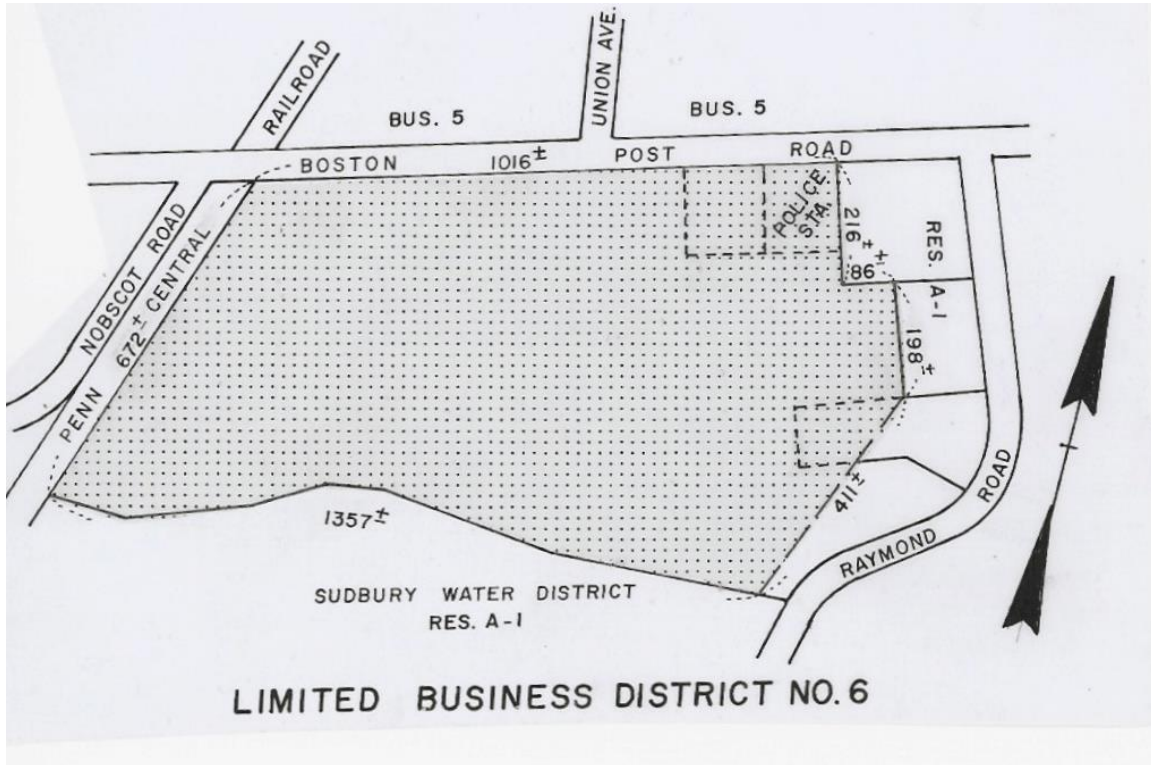 UNION AVE.
RAILROAD
BUS. 5
BUS. 5
BOSTON 1016± POST ROAD
NOBSCOT ROAD
PENN 672± CENTRAL
POLICE
STA.
216±
86±
RES. A-1
198±
411±
1357±
RAYMOND ROAD
SUDBURY WATER DISTRICT
RES. A-1
LIMITED BUSINESS DISTRICT NO. 6